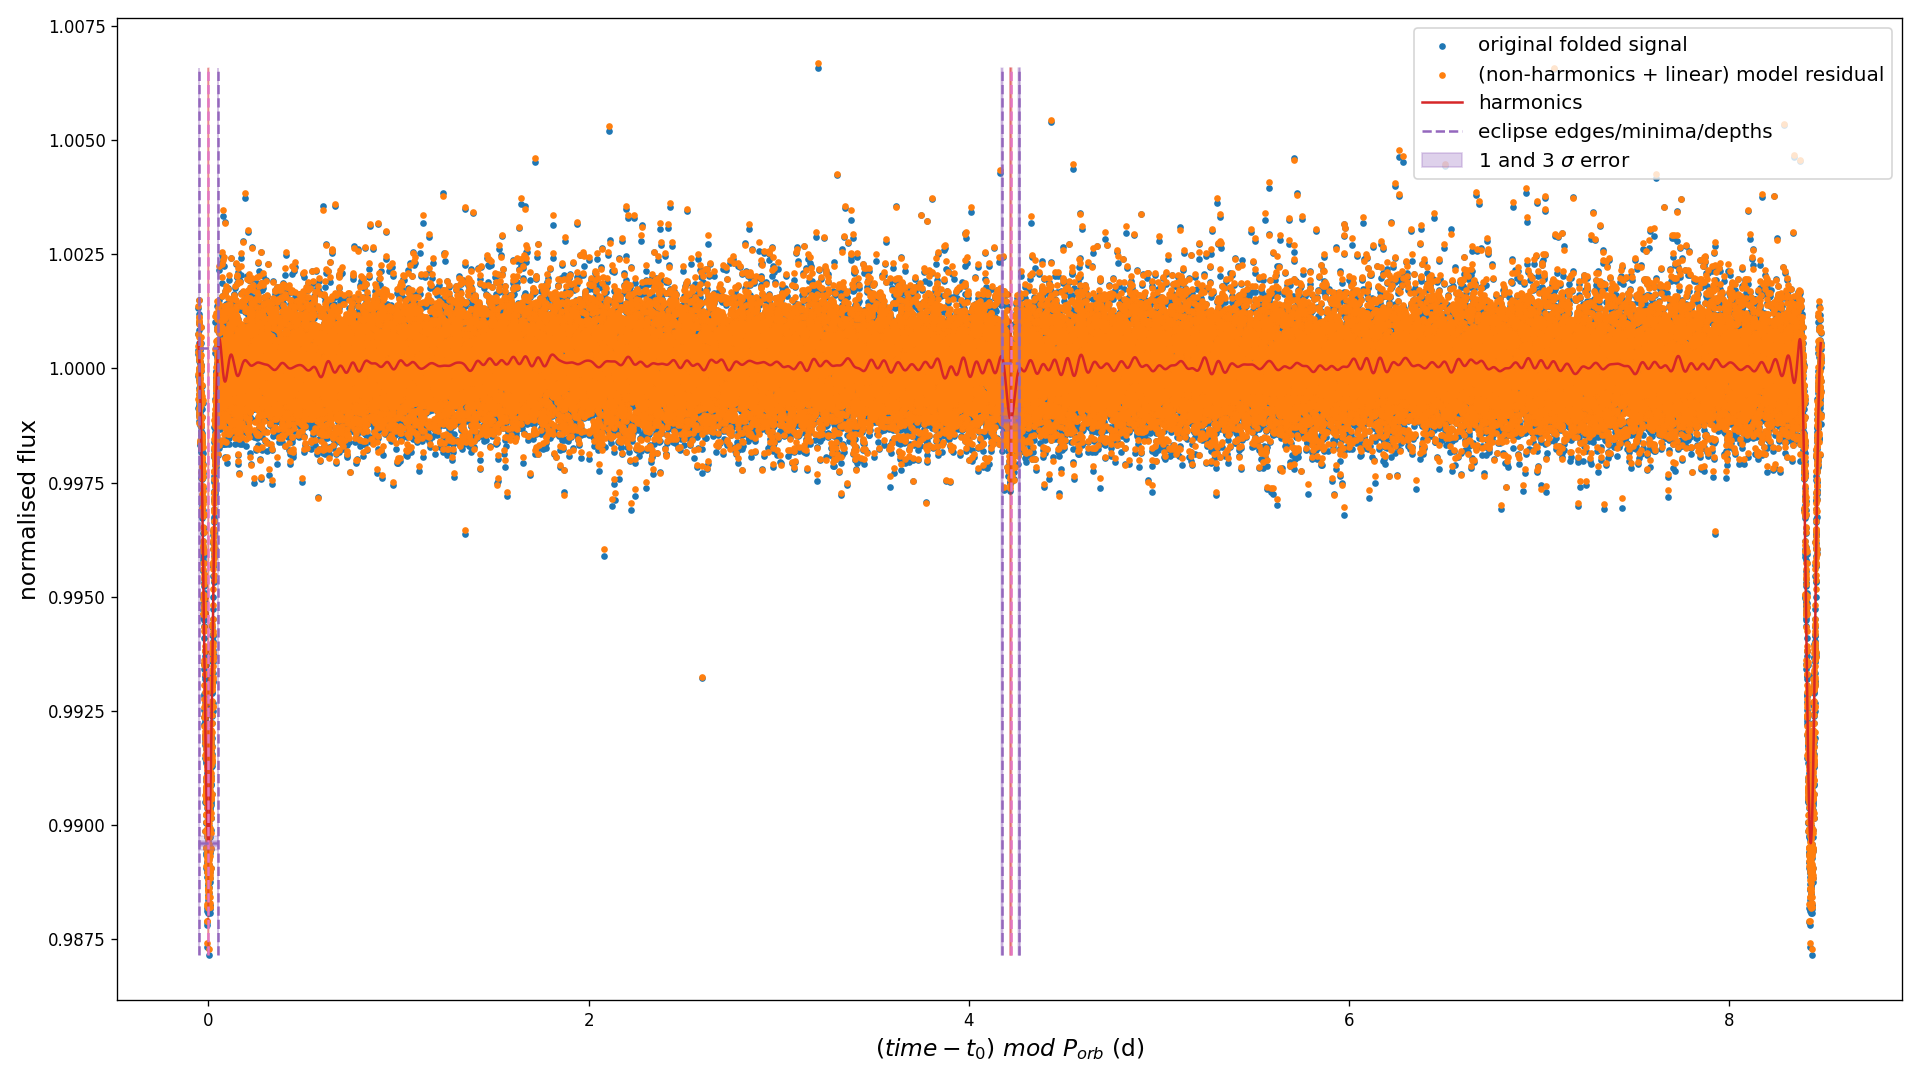 1.0075
1.0050
1.0025
1.0000
0.9975
0.9950
0.9925
0.9900
0.9875
normalised flux
original folded signal
(non-harmonics + linear) model residual
harmonics
eclipse edges/minima/depths
1 and 3 σ error
0 2 4 6 8
(time − t₀) mod Pₒᵣb (d)